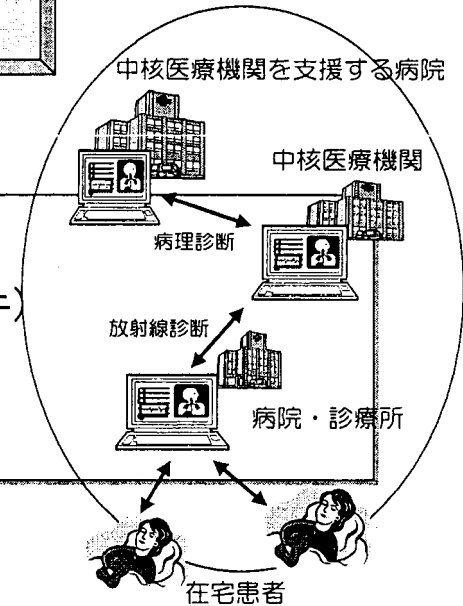 中核医療機関を支援する病院
中核医療機関
病理診断
放射線診断
病院・診療所
在宅患者